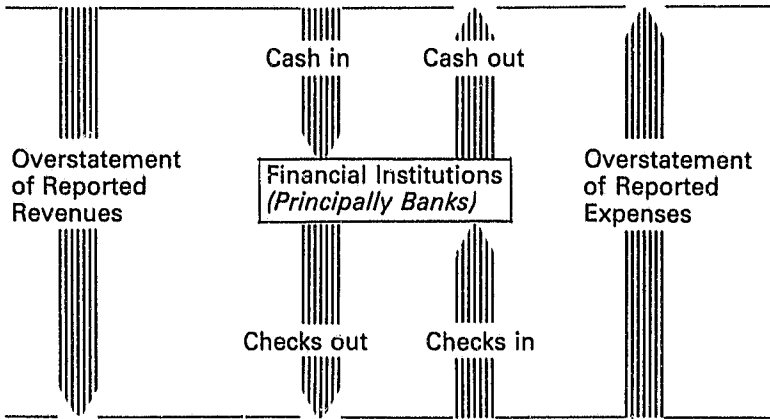 Cash in
Cash out
Overstatement
of Reported
Revenues
Financial Institutions
(Principally Banks)
Overstatement
of Reported
Expenses
Checks out
Checks in